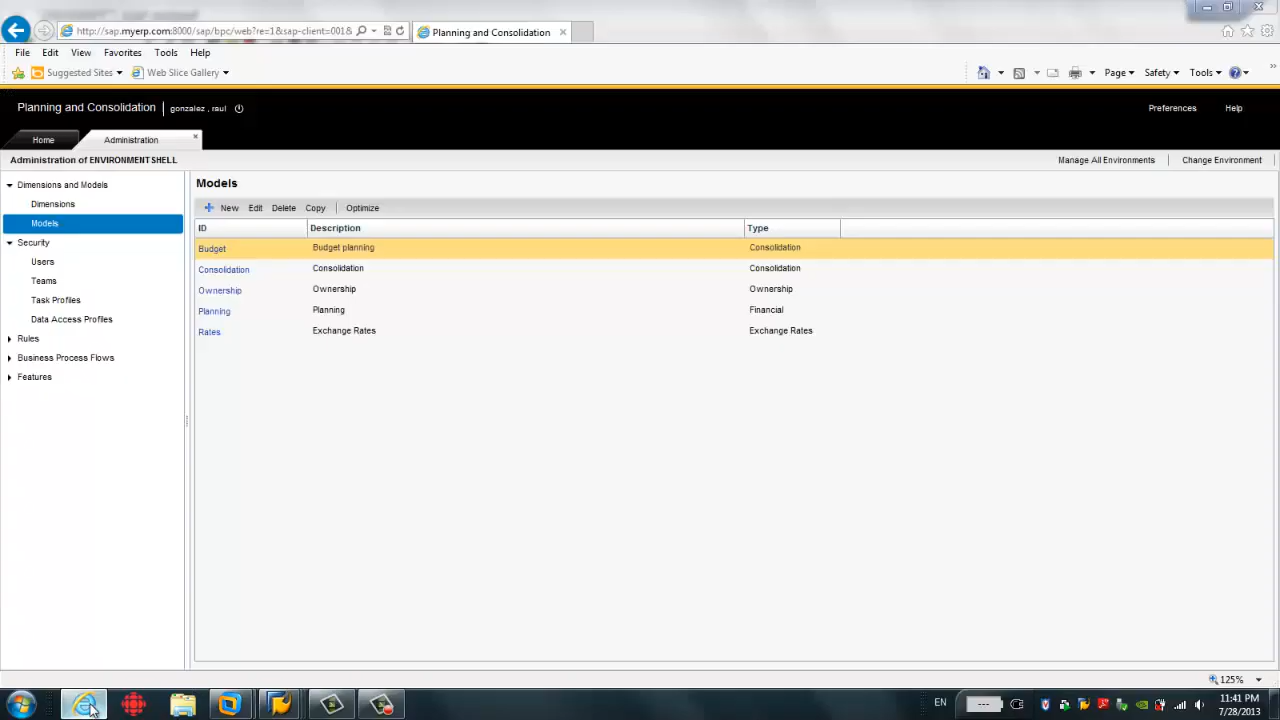 http://sap.myerp.com:8000/sap/bpc/web?re=1&sap-client=001&
Planning and Consolidation
File Edit View Favorites Tools Help
Suggested Sites Web Slice Gallery Page Safety Tools
Planning and Consolidation gonzalez , raul Preferences Help
Home Administration
Administration of ENVIRONMENTSHELL Manage All Environments Change Environment
Dimensions and Models
Dimensions
Models
Security
Users
Teams
Task Profiles
Data Access Profiles
Rules
Business Process Flows
Features
Models
New Edit Delete Copy Optimize
ID Description Type
Budget Budget planning Consolidation
Consolidation Consolidation Consolidation
Ownership Ownership Ownership
Planning Planning Financial
Rates Exchange Rates Exchange Rates
125%
EN
11:41 PM
7/28/2013